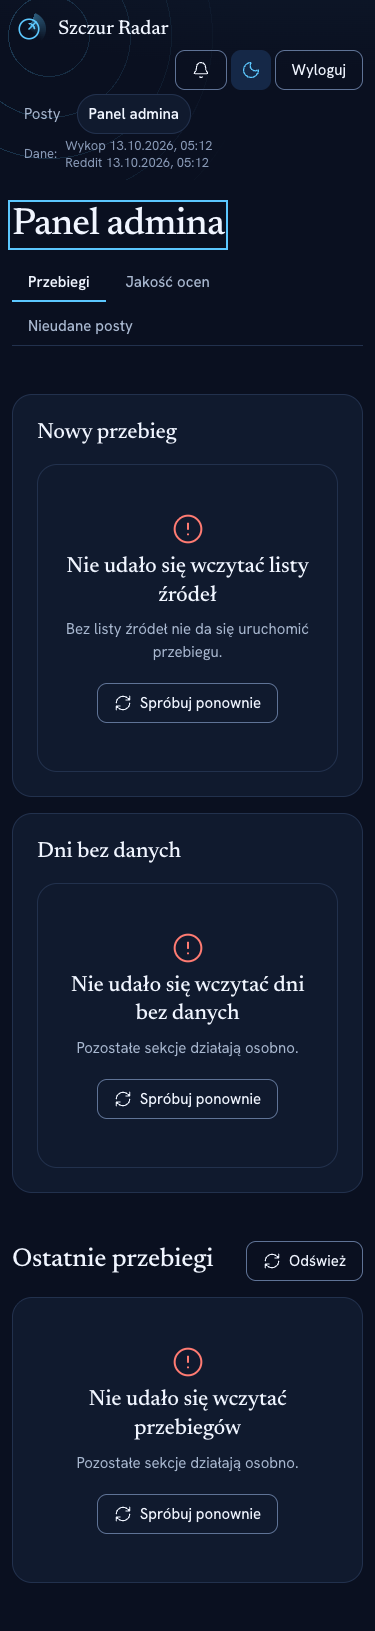 Szczur Radar
Wyloguj
Posty
Panel admina
Dane:
Wykop 13.10.2026, 05:12
Reddit 13.10.2026, 05:12
Panel admina
Przebiegi
Jakość ocen
Nieudane posty
Nowy przebieg
Nie udało się wczytać listy
źródeł
Bez listy źródeł nie da się uruchomić
przebiegu.
Spróbuj ponownie
Dni bez danych
Nie udało się wczytać dni
bez danych
Pozostałe sekcje działają osobno.
Spróbuj ponownie
Ostatnie przebiegi
Odśwież
Nie udało się wczytać
przebiegów
Pozostałe sekcje działają osobno.
Spróbuj ponownie